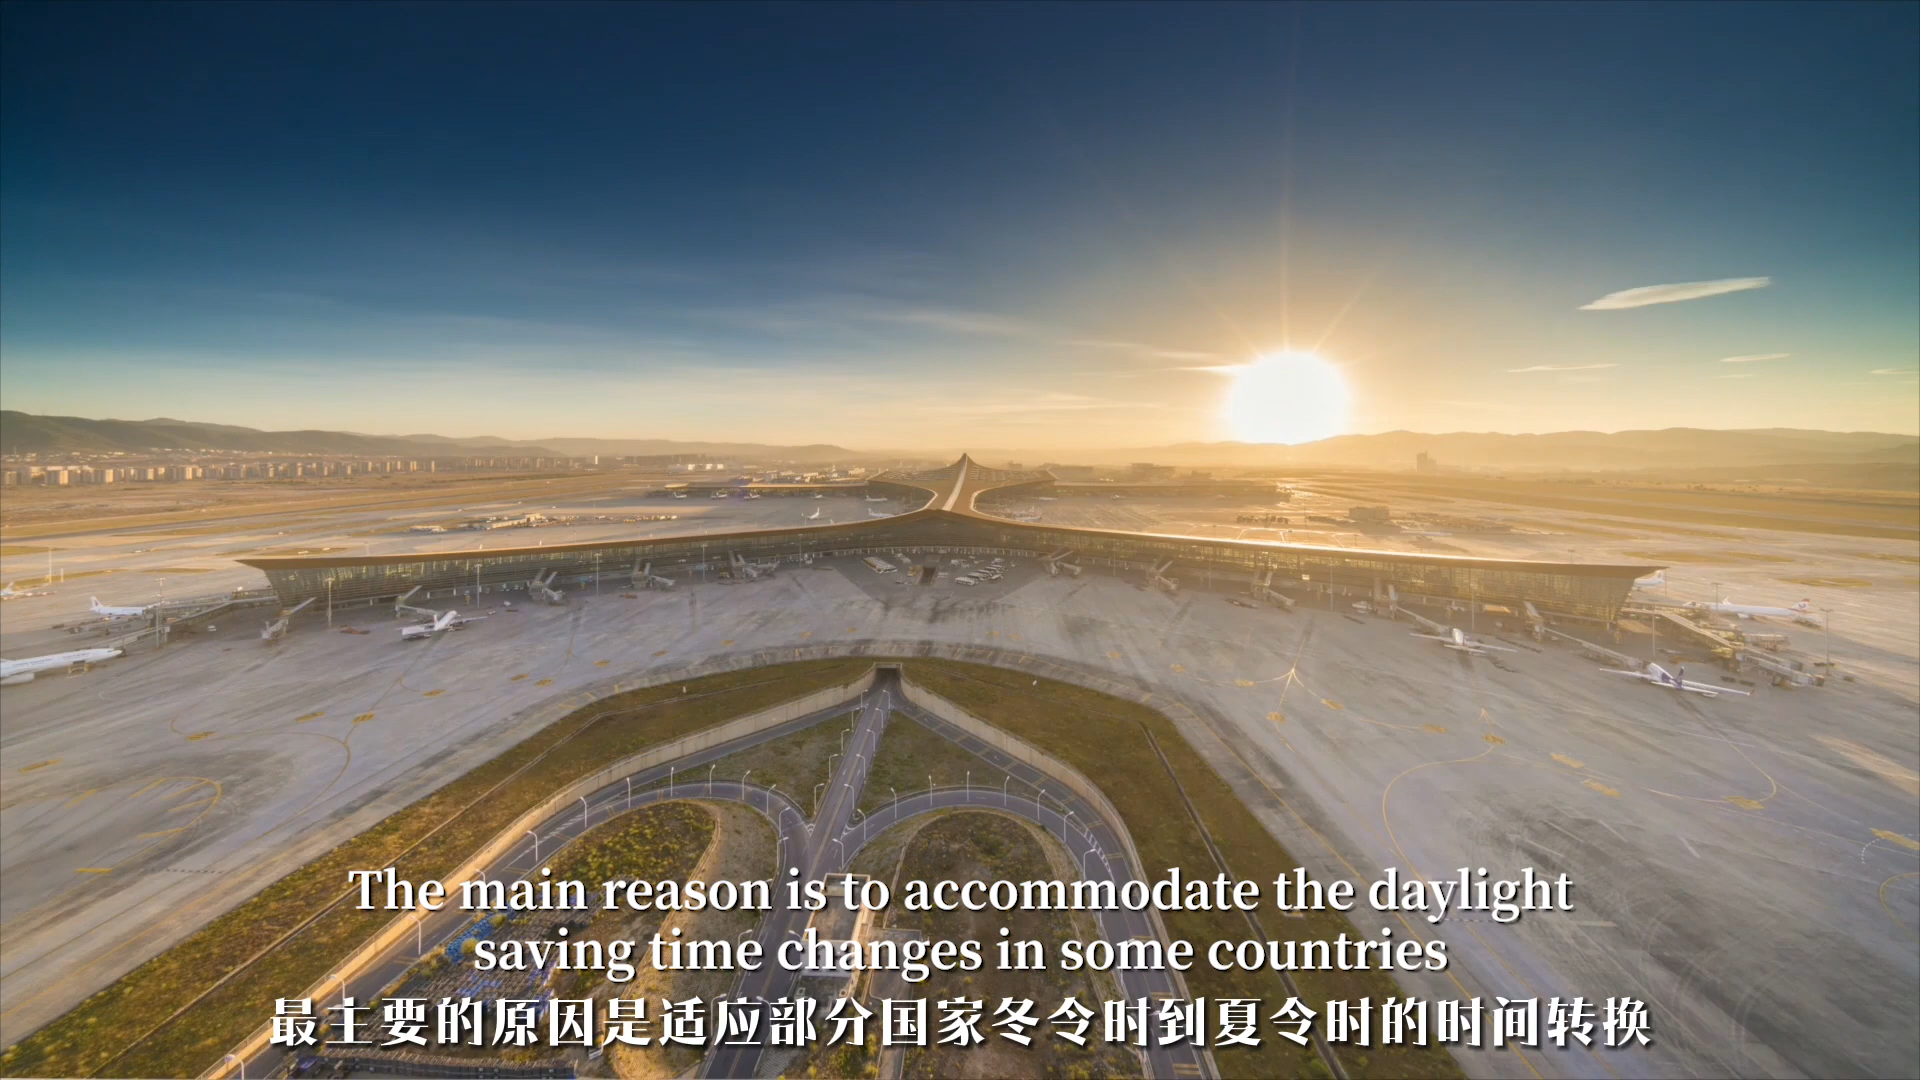 The main reason is to accommodate the daylight
saving time changes in some countries
最主要的原因是适应部分国家冬令时到夏令时的时间转换